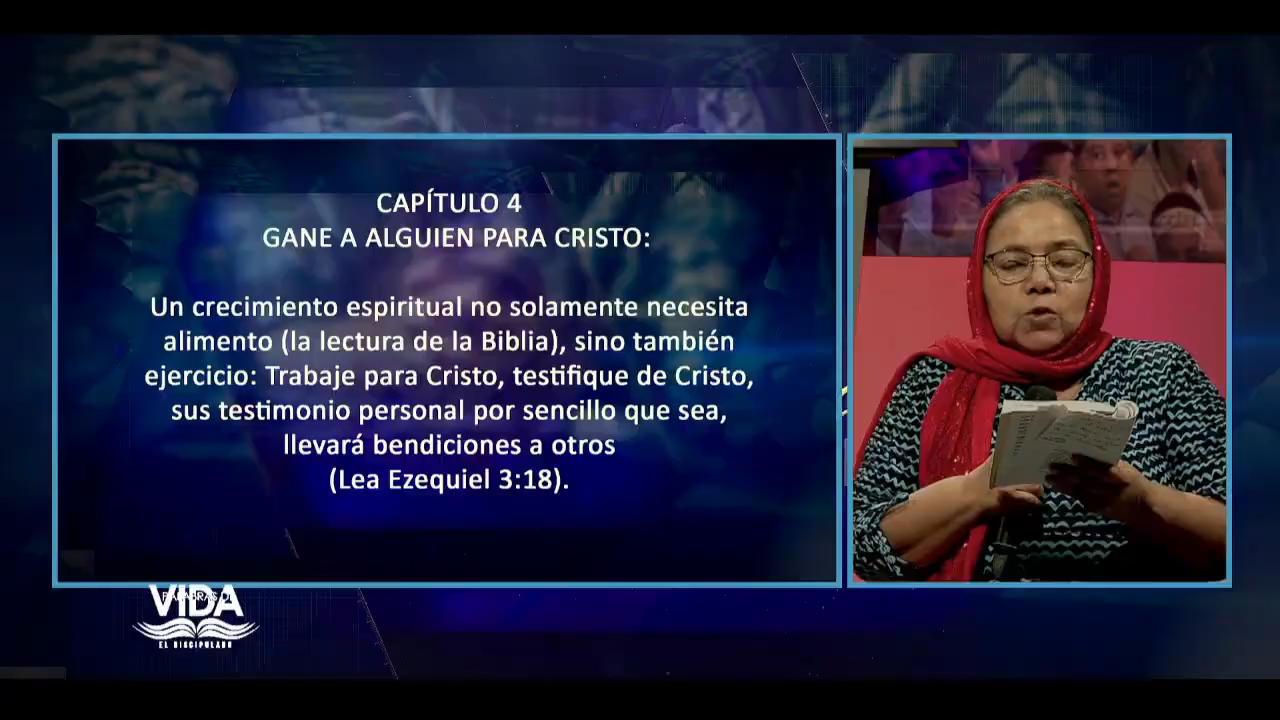 CAPÍTULO 4
GANE A ALGUIEN PARA CRISTO:
Un crecimiento espiritual no solamente necesita
alimento (la lectura de la Biblia), sino también
ejercicio: Trabaje para Cristo, testifique de Cristo,
sus testimonio personal por sencillo que sea,
llevará bendiciones a otros
(Lea Ezequiel 3:18).
PALABRAS DE
VIDA
EL DISCIPULADO